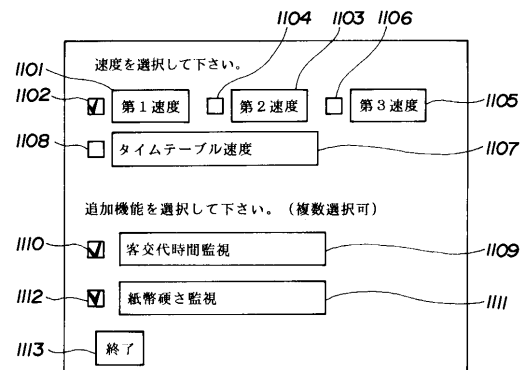 1104 1103 1106
速度を選択して下さい。
1101
1102 第1速度 第2速度 第3速度 1105
1108 タイムテーブル速度 1107
追加機能を選択して下さい。(複数選択可)
1110 客交代時間監視 1109
1112 紙幣硬さ監視 1111
1113 終了